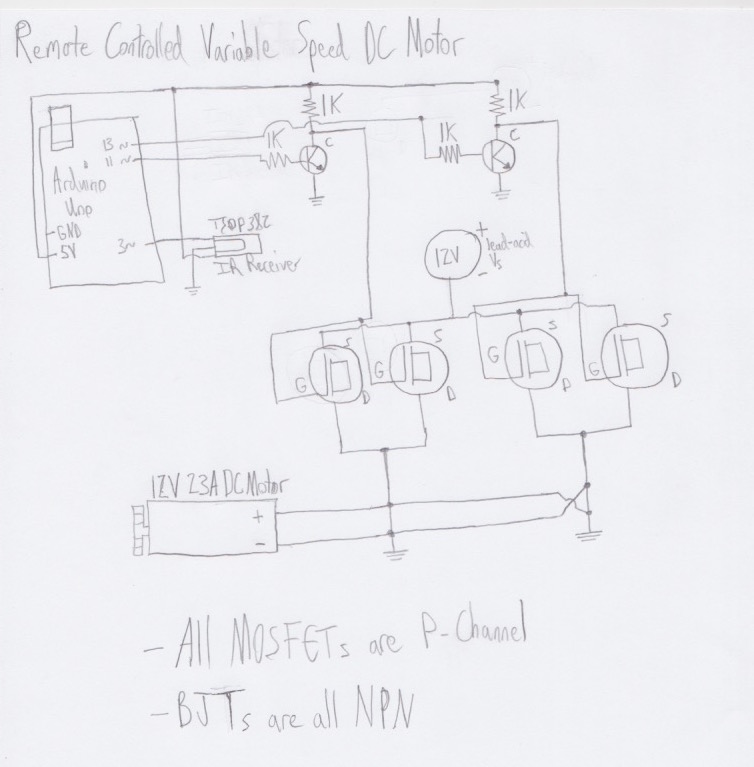 Remote Controlled Variable Speed DC Motor
1K
1K
1K
C
1K
C
13 ~
11 ~
Arduino
Uno
GND
5V
3~
TSOP382
IR Receiver
12V
+
lead-acid
Vs
-
S
G
D
S
G
D
G
D
S
G
D
12V 23A DC Motor
+
-
- All MOSFETs are P-Channel
- BJTs are all NPN